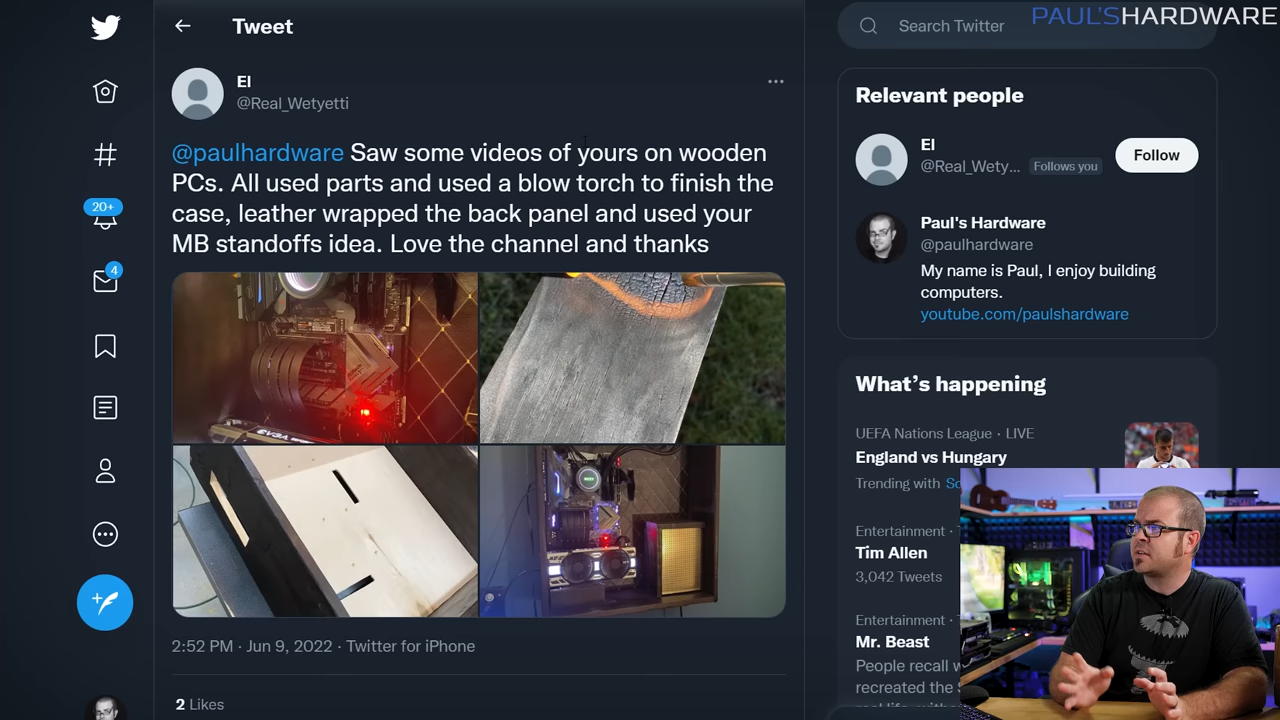 PAUL'SHARDWARE
Tweet
Search Twitter
El
@Real_Wetyetti
@paulhardware Saw some videos of yours on wooden
PCs. All used parts and used a blow torch to finish the
case, leather wrapped the back panel and used your
MB standoffs idea. Love the channel and thanks
2:52 PM · Jun 9, 2022 · Twitter for iPhone
2 Likes
20+
4
Relevant people
El
@Real_Wety... Follows you
Follow
Paul's Hardware
@paulhardware
My name is Paul, I enjoy building
computers.
youtube.com/paulshardware
What's happening
UEFA Nations League · LIVE
England vs Hungary
Trending with
Entertainment ·
Tim Allen
3,042 Tweets
Entertainment ·
Mr. Beast
People recall
recreated the